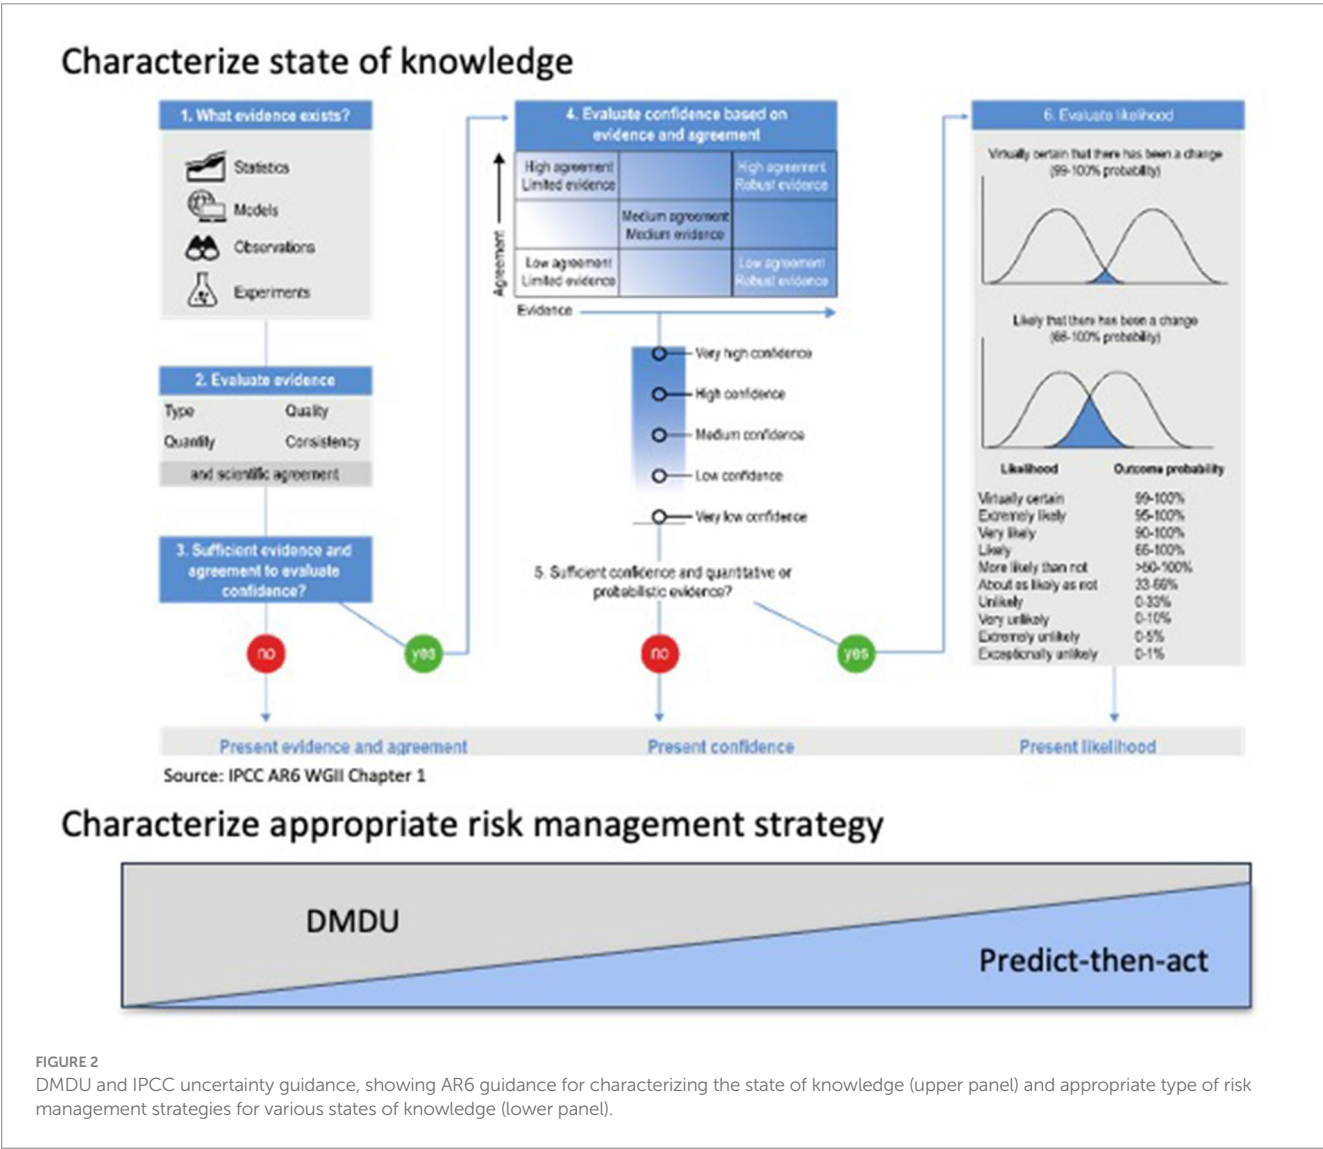 Characterize state of knowledge
1. What evidence exists?
Statistics
Models
Observations
Experiments
2. Evaluate evidence
Type Quality
Quantity Consistency
and scientific agreement
3. Sufficient evidence and
agreement to evaluate
confidence?
no
yes
4. Evaluate confidence based on
evidence and agreement
Agreement
High agreement
Limited evidence
High agreement
Robust evidence
Medium agreement
Medium evidence
Low agreement
Limited evidence
Low agreement
Robust evidence
Evidence
Very high confidence
High confidence
Medium confidence
Low confidence
Very low confidence
5. Sufficient confidence and quantitative or
probabilistic evidence?
no
yes
6. Evaluate likelihood
Virtually certain that there has been a change
(99-100% probability)
Likely that there has been a change
(66-100% probability)
Likelihood Outcome probability
Virtually certain 99-100%
Extremely likely 95-100%
Very likely 90-100%
Likely 66-100%
More likely than not >50-100%
About as likely as not 33-66%
Unlikely 0-33%
Very unlikely 0-10%
Extremely unlikely 0-5%
Exceptionally unlikely 0-1%
Present evidence and agreement
Present confidence
Present likelihood
Source: IPCC AR6 WGII Chapter 1
Characterize appropriate risk management strategy
DMDU
Predict-then-act
FIGURE 2
DMDU and IPCC uncertainty guidance, showing AR6 guidance for characterizing the state of knowledge (upper panel) and appropriate type of risk
management strategies for various states of knowledge (lower panel).